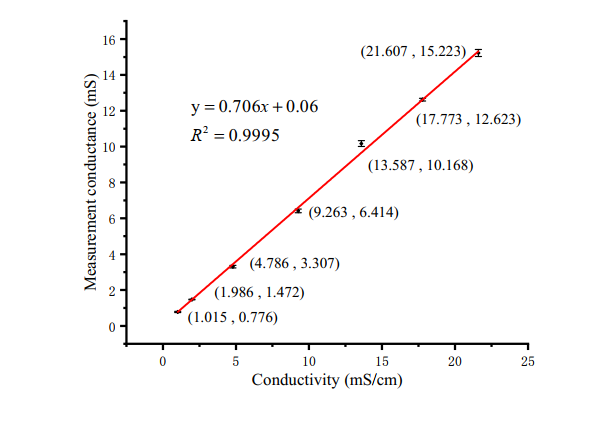 16
14
12
10
8
6
4
2
0
Measurement conductance (mS)
(21.607 , 15.223)
y = 0.706x + 0.06
R² = 0.9995
(17.773 , 12.623)
(13.587 , 10.168)
(9.263 , 6.414)
(4.786 , 3.307)
(1.986 , 1.472)
(1.015 , 0.776)
0 5 10 15 20 25
Conductivity (mS/cm)